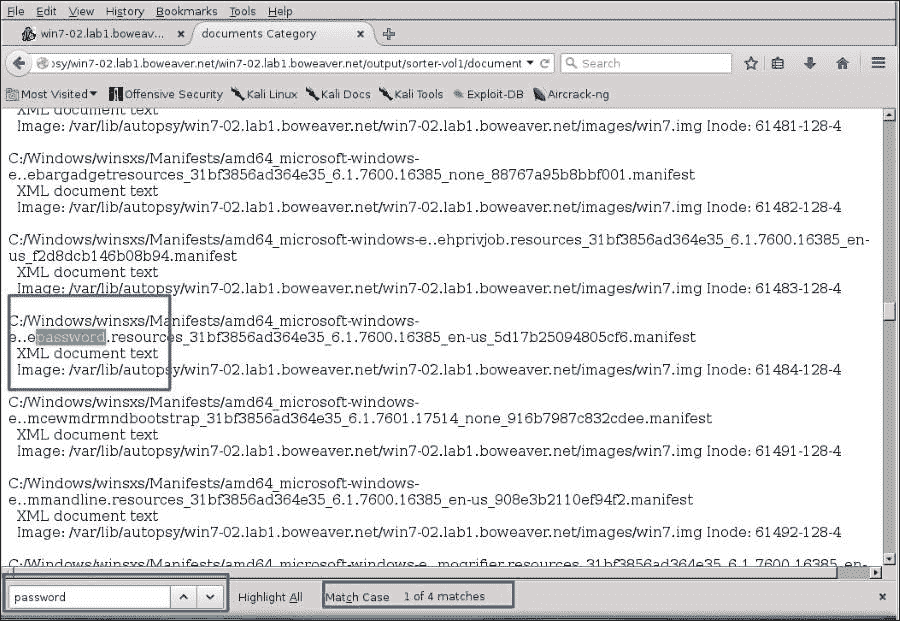 File Edit View History Bookmarks Tools Help
win7-02.lab1.boweav... × documents Category ×
osy/win7-02.lab1.boweaver.net/win7-02.lab1.boweaver.net/output/sorter-vol1/document Search
Most Visited Offensive Security Kali Linux Kali Docs Kali Tools Exploit-DB Aircrack-ng
XML document text
Image: /var/lib/autopsy/win7-02.lab1.boweaver.net/win7-02.lab1.boweaver.net/images/win7.img Inode: 61481-128-4
C:/Windows/winsxs/Manifests/amd64_microsoft-windows-
e..ebargadgetresources_31bf3856ad364e35_6.1.7600.16385_none_88767a95b8bbf001.manifest
XML document text
Image: /var/lib/autopsy/win7-02.lab1.boweaver.net/win7-02.lab1.boweaver.net/images/win7.img Inode: 61482-128-4
C:/Windows/winsxs/Manifests/amd64_microsoft-windows-e..ehprivjob.resources_31bf3856ad364e35_6.1.7600.16385_en-
us_f2d8dcb146b08b94.manifest
XML document text
Image: /var/lib/autopsy/win7-02.lab1.boweaver.net/win7-02.lab1.boweaver.net/images/win7.img Inode: 61483-128-4
C:/Windows/winsxs/Manifests/amd64_microsoft-windows-
e..epassword.resources_31bf3856ad364e35_6.1.7600.16385_en-us_5d17b25094805cf6.manifest
XML document text
Image: /var/lib/autopsy/win7-02.lab1.boweaver.net/win7-02.lab1.boweaver.net/images/win7.img Inode: 61484-128-4
C:/Windows/winsxs/Manifests/amd64_microsoft-windows-
e..mcewmdrmndbootstrap_31bf3856ad364e35_6.1.7601.17514_none_916b7987c832cdee.manifest
XML document text
Image: /var/lib/autopsy/win7-02.lab1.boweaver.net/win7-02.lab1.boweaver.net/images/win7.img Inode: 61491-128-4
C:/Windows/winsxs/Manifests/amd64_microsoft-windows-
e..mmandline.resources_31bf3856ad364e35_6.1.7600.16385_en-us_908e3b2110ef94f2.manifest
XML document text
Image: /var/lib/autopsy/win7-02.lab1.boweaver.net/win7-02.lab1.boweaver.net/images/win7.img Inode: 61492-128-4
C:/Windows/winsxs/Manifests/amd64_microsoft-windows-e..mogrifier.resources_31bf3856ad364e35_6.1.7600.16385_en-
password Highlight All Match Case 1 of 4 matches ×